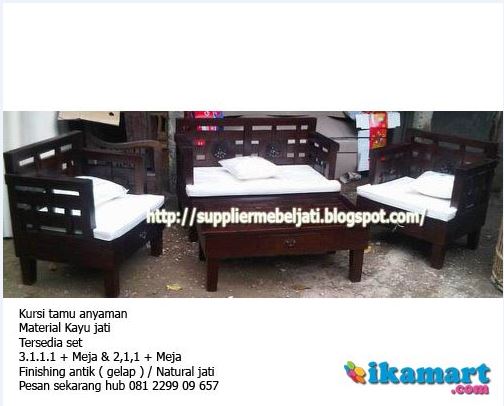 http://suppliermebeljati.blogspot.com/
Kursi tamu anyaman
Material Kayu jati
Tersedia set
3.1.1.1 + Meja & 2,1,1 + Meja
Finishing antik ( gelap ) / Natural jati
Pesan sekarang hub 081 2299 09 657
ikamart
.com